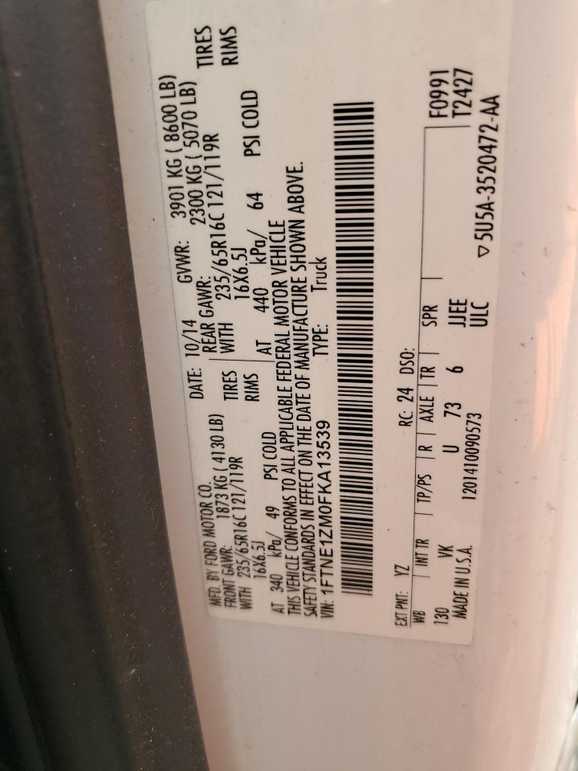 MFD. BY FORD MOTOR CO. DATE: 10/14 GVWR: 3901 KG ( 8600 LB)
FRONT GAWR: 1873 KG ( 4130 LB) REAR GAWR: 2300 KG ( 5070 LB)
WITH 235/65R16C 121/119R TIRES WITH 235/65R16C 121/119R TIRES
16X6.5J RIMS 16X6.5J RIMS
AT 340 kPa/ 49 PSI COLD AT 440 kPa/ 64 PSI COLD
THIS VEHICLE CONFORMS TO ALL APPLICABLE FEDERAL MOTOR VEHICLE
SAFETY STANDARDS IN EFFECT ON THE DATE OF MANUFACTURE SHOWN ABOVE.
VIN: 1FTNE1ZM0FKA13539 TYPE: Truck
EXT PNT: YZ RC: 24 DSO: F0991
WB INT TR TP/PS R AXLE TR SPR T2427
130 VK U 73 6 JJEE
MADE IN U.S.A. 1201410090573 ULC ▽ 5U5A-3520472-AA